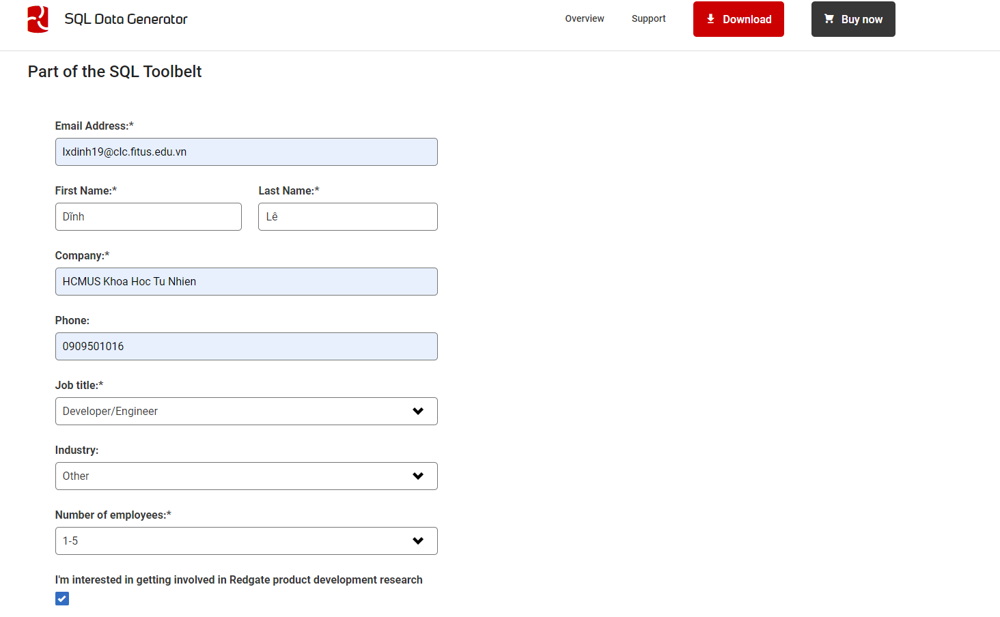 SQL Data Generator
Overview
Support
Download
Buy now
Part of the SQL Toolbelt
Email Address:*
lxdinh19@clc.fitus.edu.vn
First Name:*
Last Name:*
Dĩnh
Lê
Company:*
HCMUS Khoa Hoc Tu Nhien
Phone:
0909501016
Job title:*
Developer/Engineer
Industry:
Other
Number of employees:*
1-5
I'm interested in getting involved in Redgate product development research